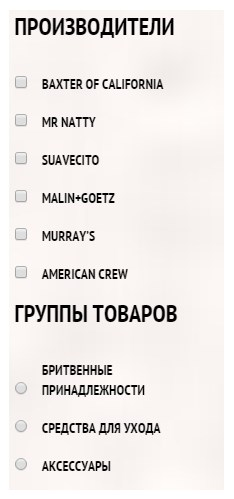 ПРОИЗВОДИТЕЛИ
BAXTER OF CALIFORNIA
MR NATTY
SUAVECITO
MALIN+GOETZ
MURRAY'S
AMERICAN CREW
ГРУППЫ ТОВАРОВ
БРИТВЕННЫЕ
ПРИНАДЛЕЖНОСТИ
СРЕДСТВА ДЛЯ УХОДА
АКСЕССУАРЫ